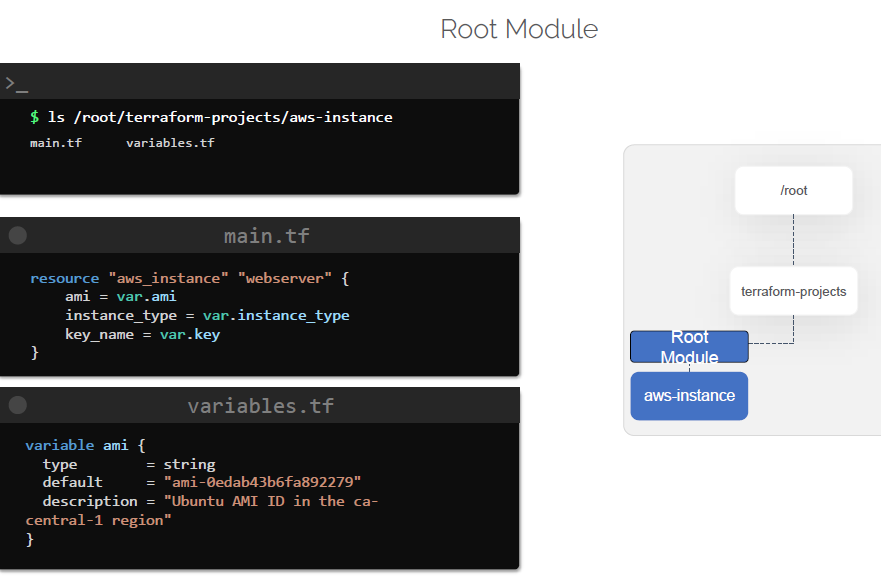 Root Module
>_
$ ls /root/terraform-projects/aws-instance
main.tf variables.tf
main.tf
resource "aws_instance" "webserver" {
ami = var.ami
instance_type = var.instance_type
key_name = var.key
}
variables.tf
variable ami {
type = string
default = "ami-0edab43b6fa892279"
description = "Ubuntu AMI ID in the ca-
central-1 region"
}
/root
terraform-projects
Root
Module
aws-instance